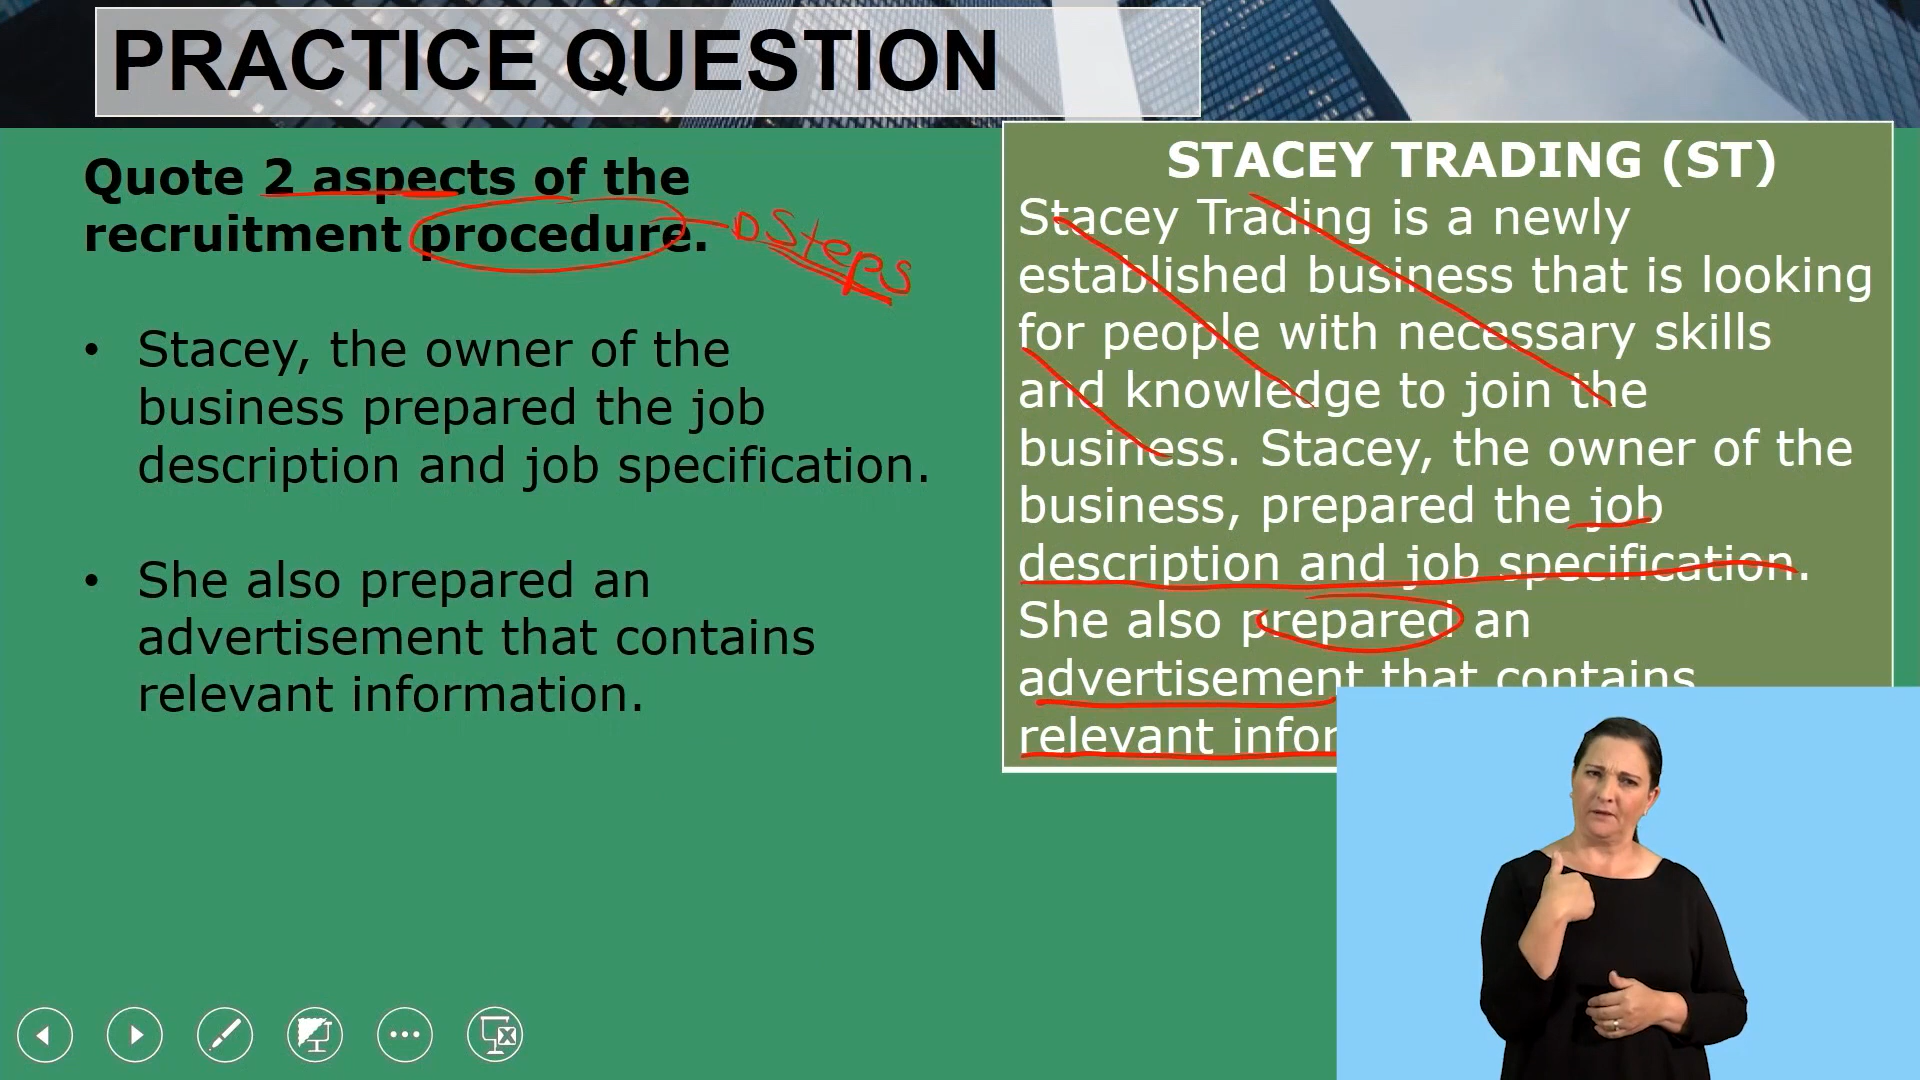 PRACTICE QUESTION
Quote 2 aspects of the
recruitment procedure.
Steps
• Stacey, the owner of the
business prepared the job
description and job specification.
• She also prepared an
advertisement that contains
relevant information.
STACEY TRADING (ST)
Stacey Trading is a newly
established business that is looking
for people with necessary skills
and knowledge to join the
business. Stacey, the owner of the
business, prepared the job
description and job specification.
She also prepared an
advertisement that contains
relevant